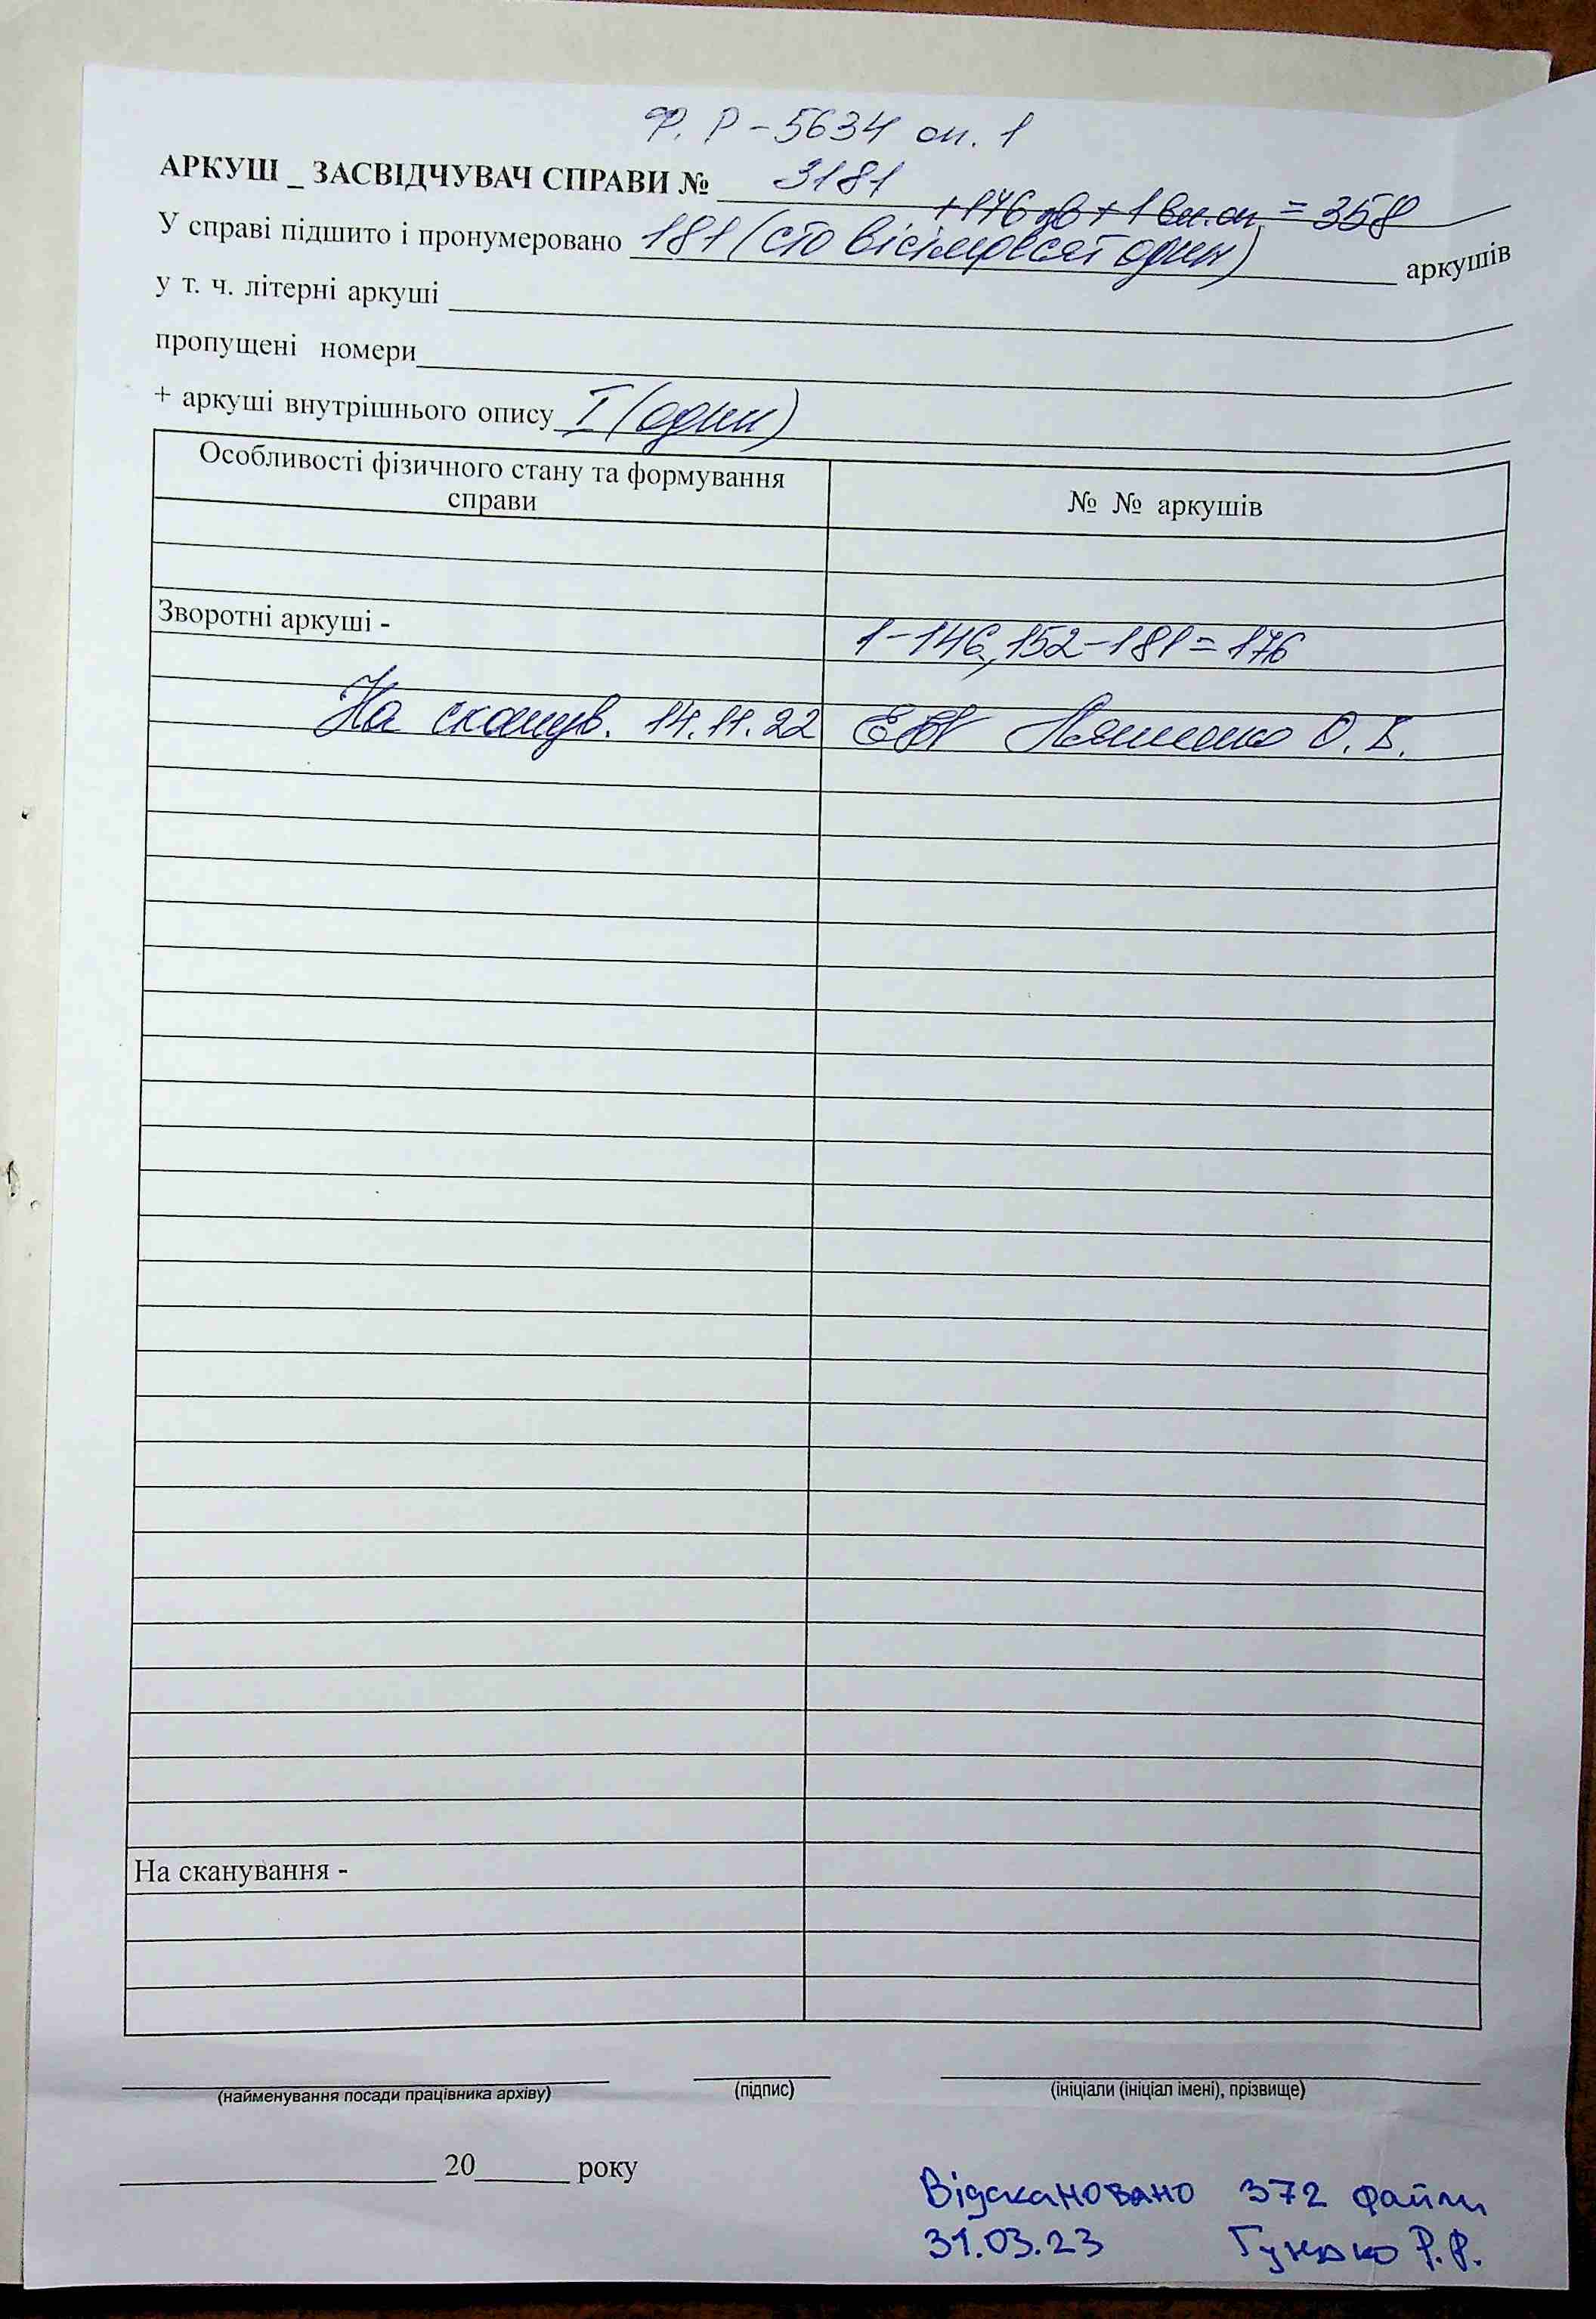 Ф. Р-5634 оп. 1
АРКУШ _ ЗАСВІДЧУВАЧ СПРАВИ № 3181
+176 зв + 1 вн.оп. = 358
У справі підшито і пронумеровано 181 (сто вісімдесят один) аркушів
у т. ч. літерні аркуші
пропущені номери
+ аркуші внутрішнього опису I (один)
Особливості фізичного стану та формування справи
№ № аркушів
Зворотні аркуші - 1-146, 152-181 = 176
На сканув. 14.11.22 Ляшенко О. В.
На сканування -
(найменування посади працівника архіву) (підпис) (ініціали (ініціал імені), прізвище)
20 року
Відскановано 372 файли
31.03.23 Гунько Р.Р.